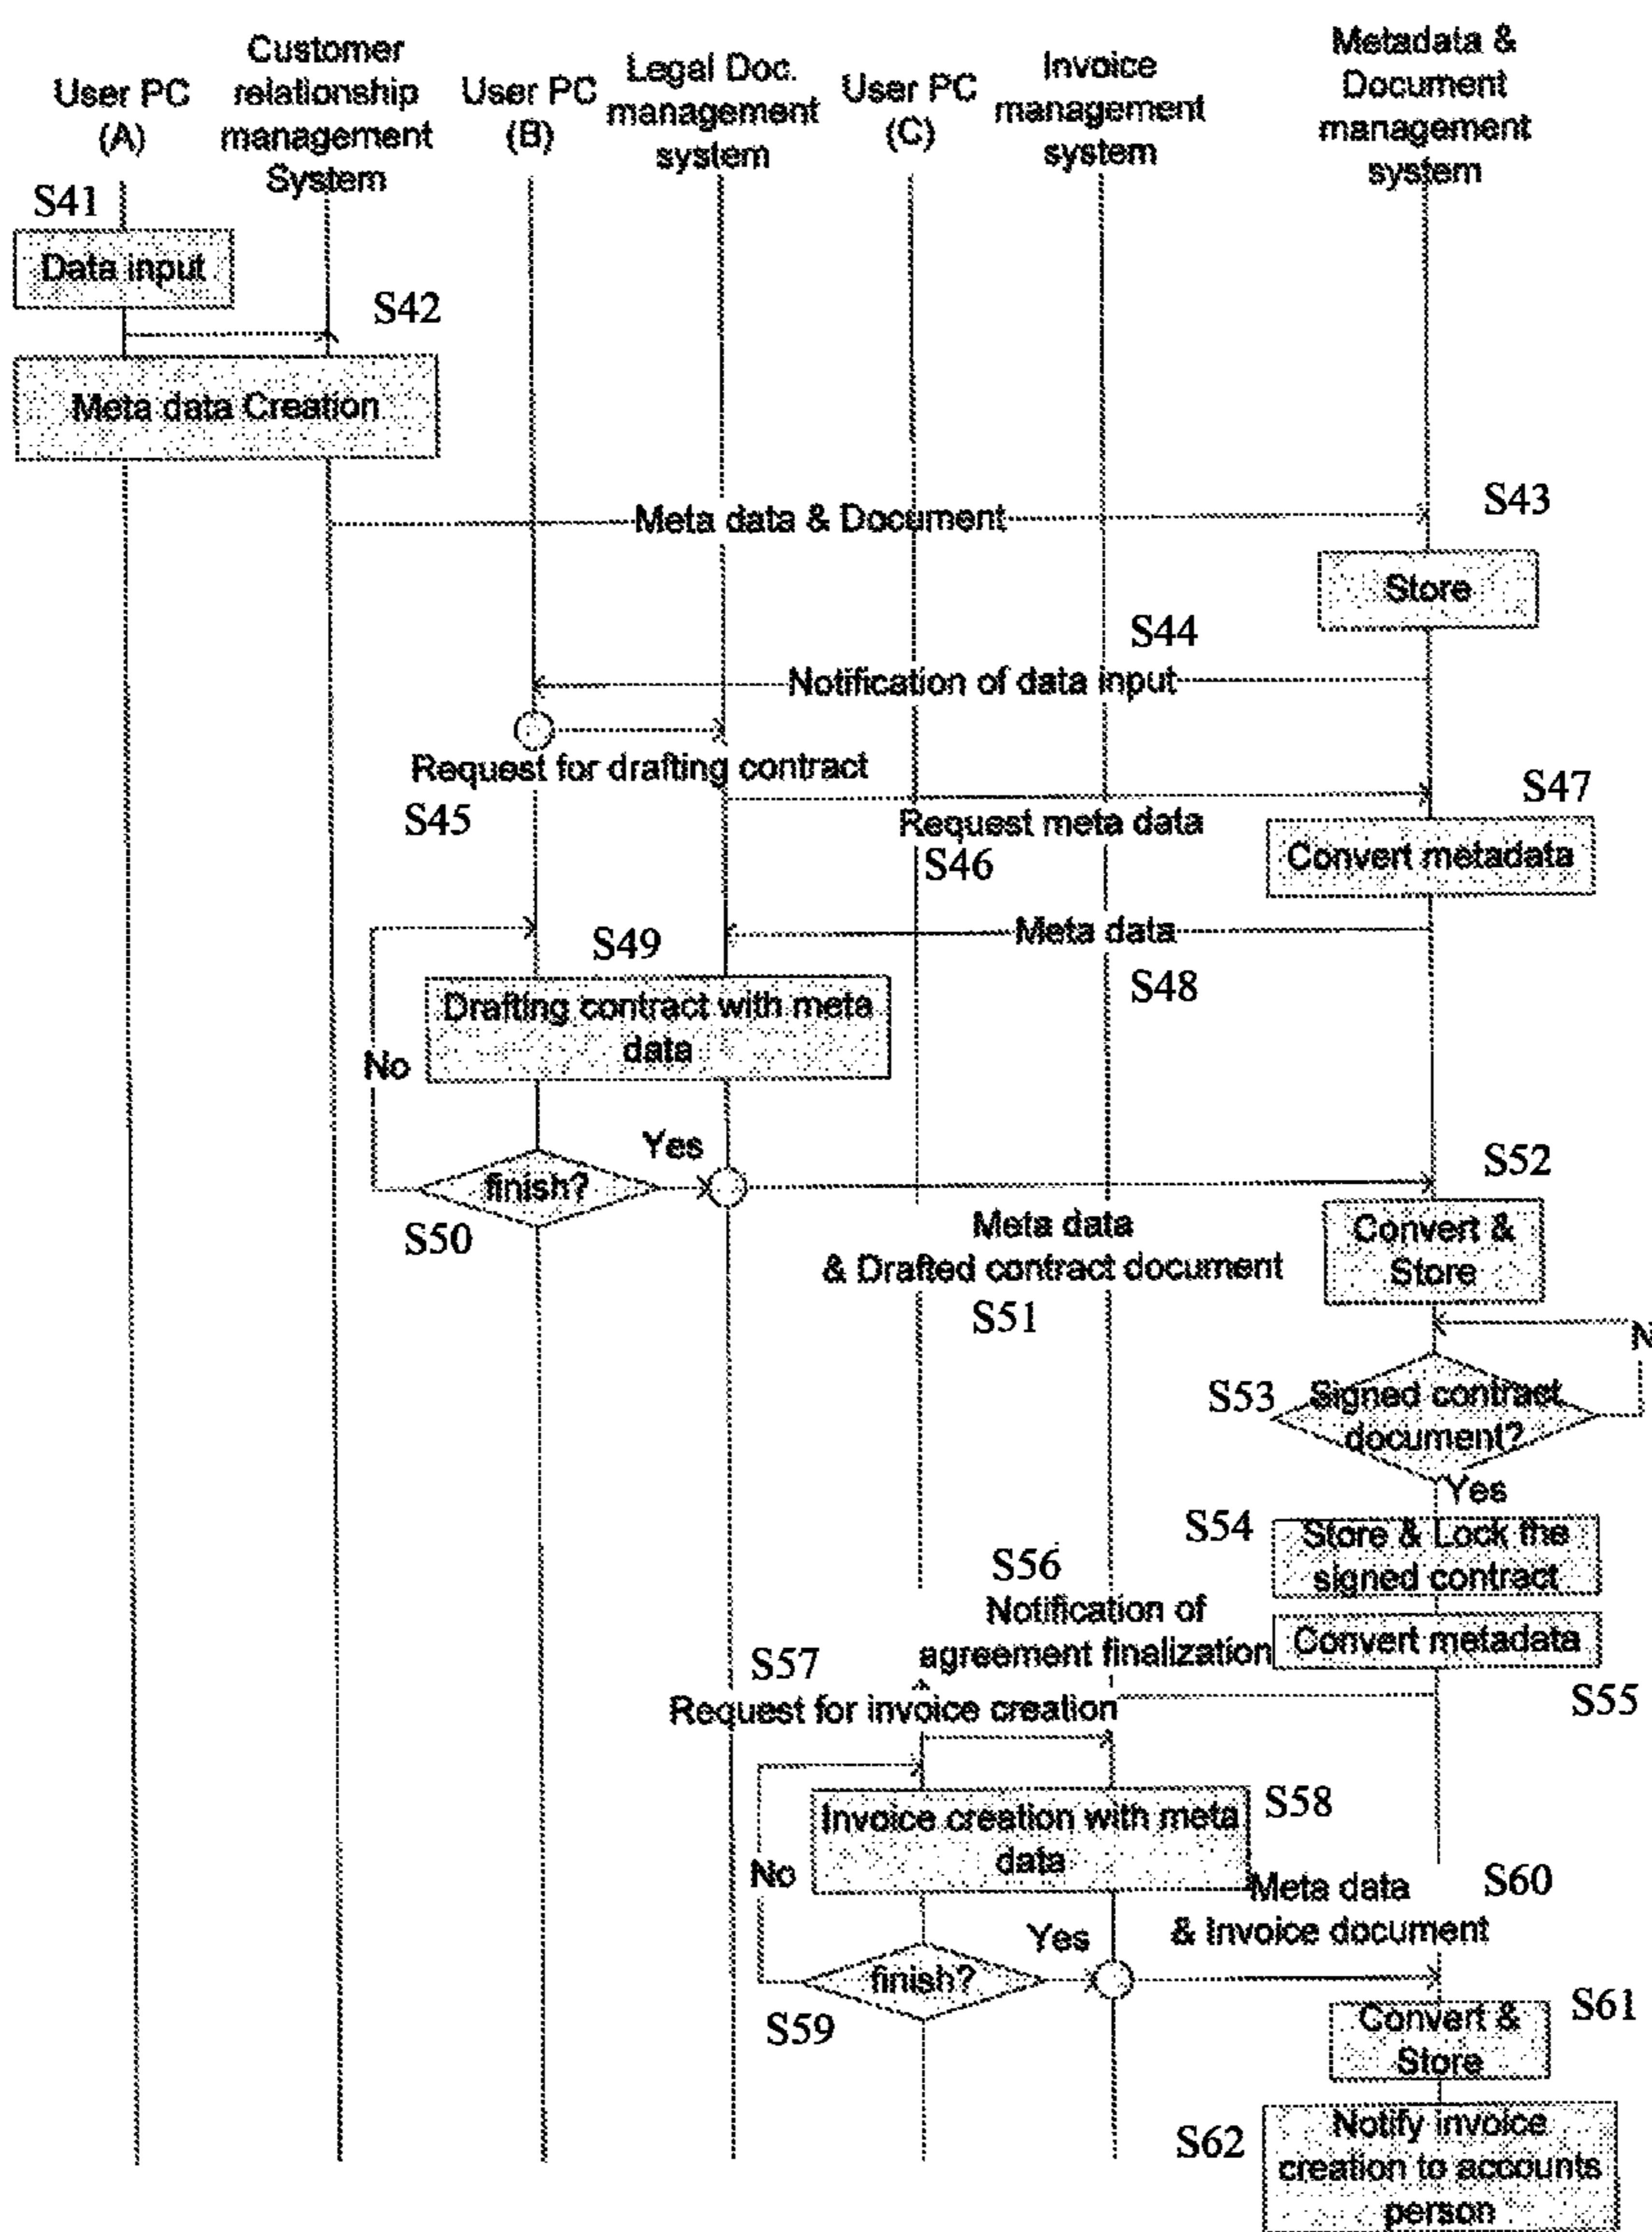 User PC
(A)
Customer
relationship
management
System
User PC
(B)
Legal Doc.
management
system
User PC
(C)
Invoice
management
system
Metadata &
Document
management
system
S41
Data input
S42
Meta data Creation
Meta data & Document
S43
Store
S44
Notification of data input
Request for drafting contract
S45
Request meta data
S46
S47
Convert metadata
Meta data
S48
S49
Drafting contract with meta
data
No
finish?
Yes
S50
Meta data
& Drafted contract document
S51
S52
Convert &
Store
N
S53
Signed contract
document?
Yes
S54
Store & Lock the
signed contract
S56
Notification of
agreement finalization
Convert metadata
S55
S57
Request for invoice creation
S58
Invoice creation with meta
data
No
Meta data
& Invoice document
S60
finish?
Yes
S59
S61
Convert &
Store
S62
Notify invoice
creation to accounts
person